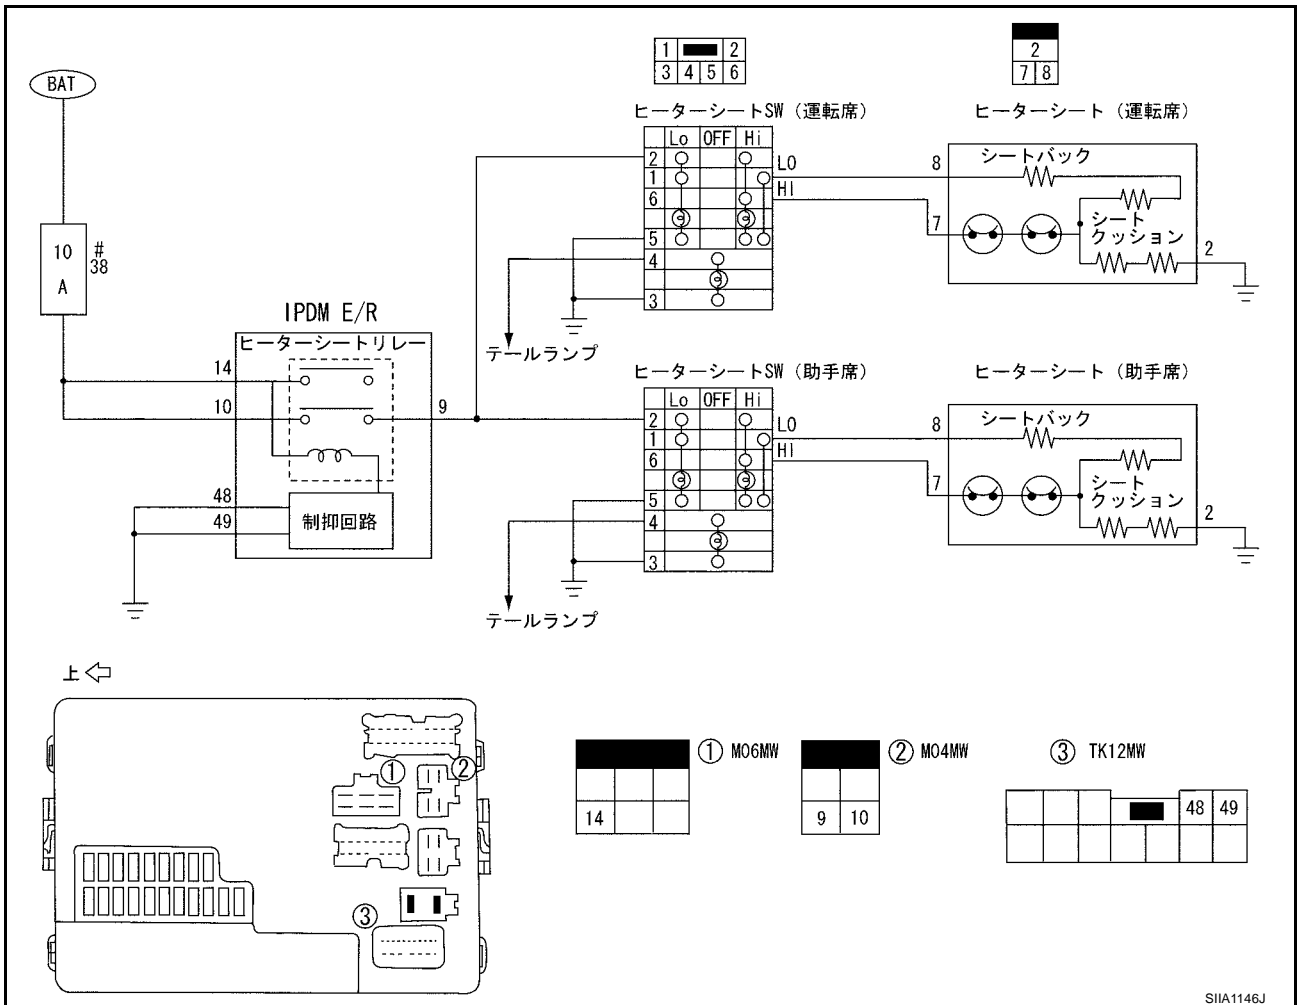 1 2
3 4 5 6
2
7 8
BAT
ヒーターシートSW (運転席)
ヒーターシート (運転席)
Lo OFF Hi
2
1
6
5
4
3
LO
HI
8
7
シートバック
シート
クッション
2
10
A
#
38
テールランプ
IPDM E/R
ヒーターシートリレー
14
10
9
48
49
制抑回路
ヒーターシートSW (助手席)
ヒーターシート (助手席)
Lo OFF Hi
2
1
6
5
4
3
LO
HI
8
7
シートバック
シート
クッション
2
テールランプ
上
① ②
③
① M06MW
14
② M04MW
9 10
③ TK12MW
48 49
SIIA1146J